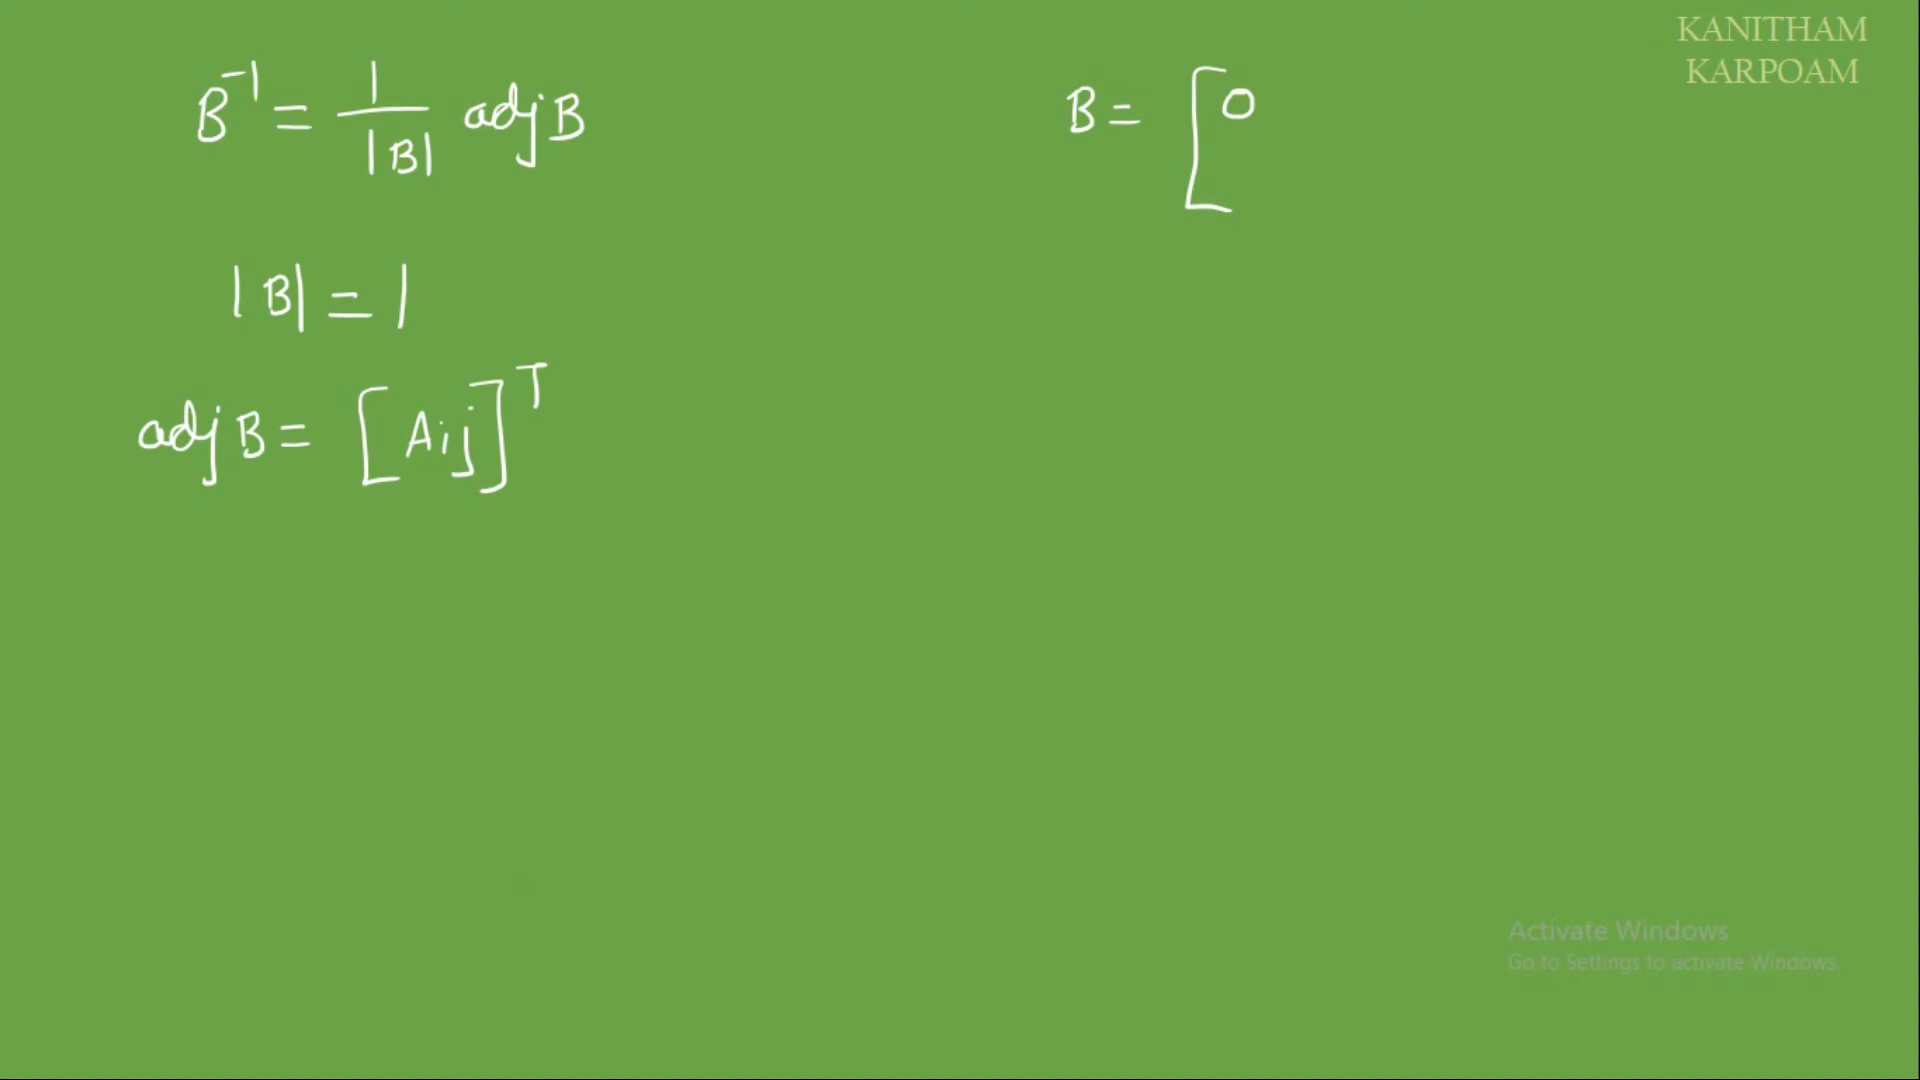 B⁻¹ = 1/|B| adj B
|B| = 1
adj B = [Aij]ᵀ
B = [0
KANITHAM
KARPOAM
Activate Windows
Go to Settings to activate Windows.